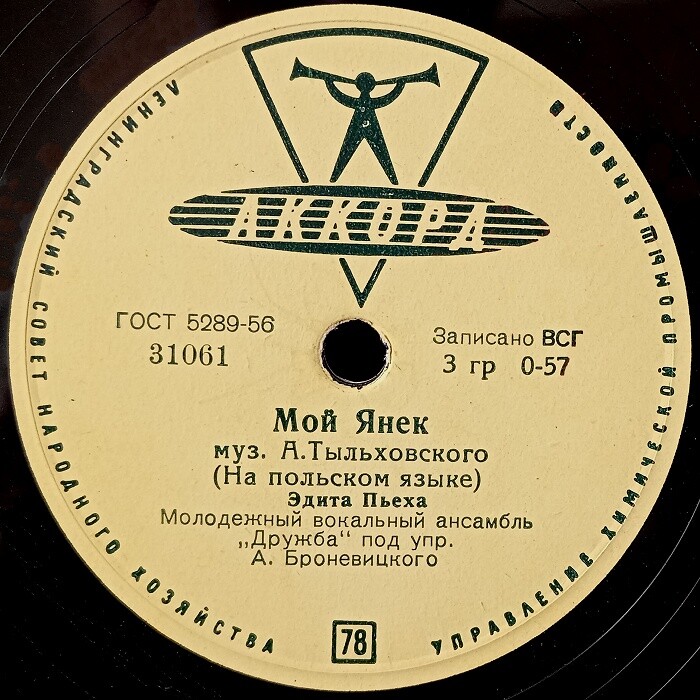 АККОРД
ЛЕНИНГРАДСКИЙ СОВЕТ НАРОДНОГО ХОЗЯЙСТВА
УПРАВЛЕНИЕ ХИМИЧЕСКОЙ ПРОМЫШЛЕННОСТЬ
ГОСТ 5289-56
31061
Записано ВСГ
3 гр 0-57
Мой Янек
муз. А.Тыльховского
(На польском языке)
Эдита Пьеха
Молодежный вокальный ансамбль
„Дружба“ под упр.
А. Броневицкого
78